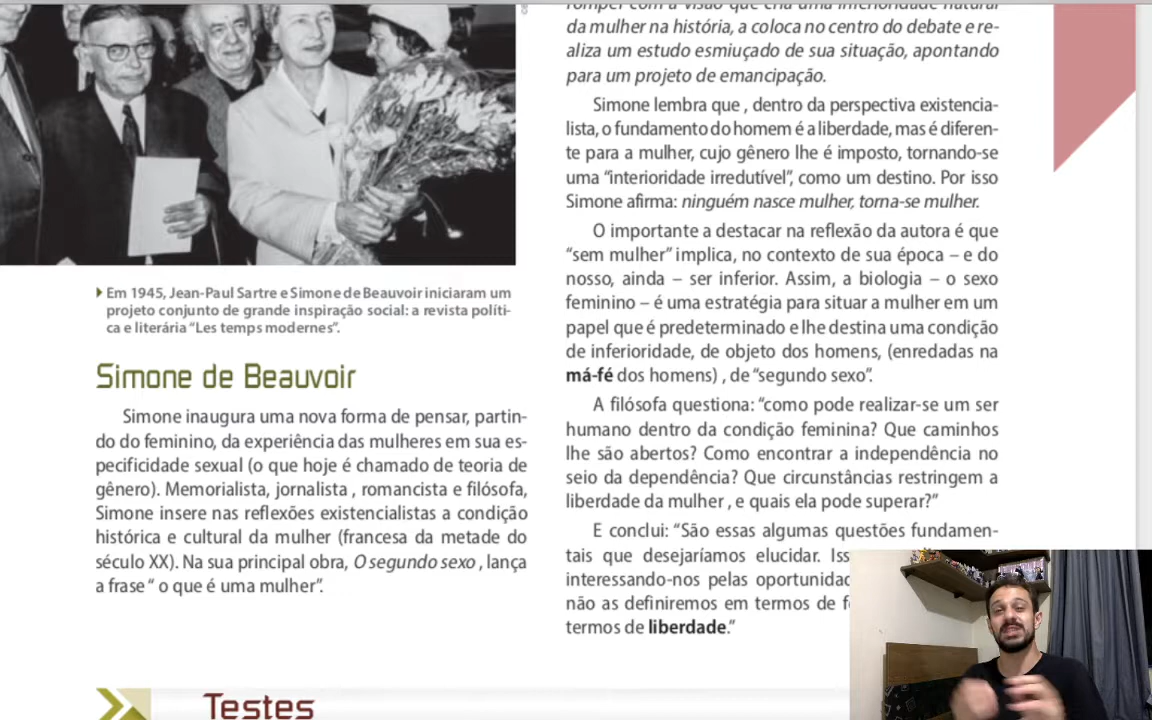 Em 1945, Jean-Paul Sartre e Simone de Beauvoir iniciaram um
projeto conjunto de grande inspiração social: a revista políti-
ca e literária “Les temps modernes”.
Simone de Beauvoir
Simone inaugura uma nova forma de pensar, partin-
do do feminino, da experiência das mulheres em sua es-
pecificidade sexual (o que hoje é chamado de teoria de
gênero). Memorialista, jornalista , romancista e filósofa,
Simone insere nas reflexões existencialistas a condição
histórica e cultural da mulher (francesa da metade do
século XX). Na sua principal obra, O segundo sexo , lança
a frase “ o que é uma mulher”.
romper com a visão que cria uma inferioridade natural
da mulher na história, a coloca no centro do debate e re-
aliza um estudo esmiuçado de sua situação, apontando
para um projeto de emancipação.
Simone lembra que , dentro da perspectiva existencia-
lista, o fundamento do homem é a liberdade, mas é diferen-
te para a mulher, cujo gênero lhe é imposto, tornando-se
uma “interioridade irredutível”, como um destino. Por isso
Simone afirma: ninguém nasce mulher, torna-se mulher.
O importante a destacar na reflexão da autora é que
“sem mulher” implica, no contexto de sua época – e do
nosso, ainda – ser inferior. Assim, a biologia – o sexo
feminino – é uma estratégia para situar a mulher em um
papel que é predeterminado e lhe destina uma condição
de inferioridade, de objeto dos homens, (enredadas na
má-fé dos homens) , de “segundo sexo”.
A filósofa questiona: “como pode realizar-se um ser
humano dentro da condição feminina? Que caminhos
lhe são abertos? Como encontrar a independência no
seio da dependência? Que circunstâncias restringem a
liberdade da mulher , e quais ela pode superar?”
E conclui: “São essas algumas questões fundamen-
tais que desejaríamos elucidar.
interessando-nos pelas
não as definiremos em termos de
termos de liberdade.”
Testes